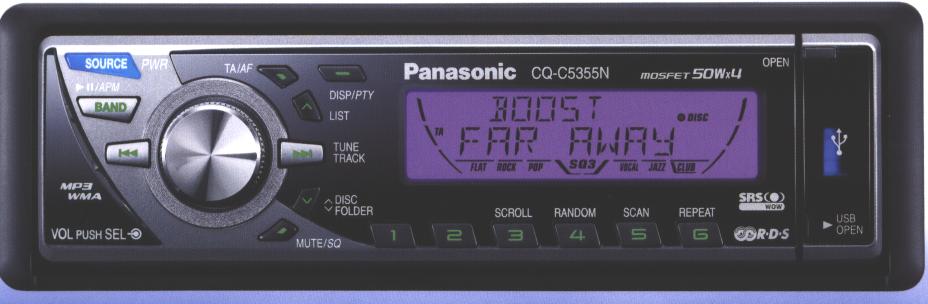 SOURCE PWR
TA/AF
Panasonic CQ-C5355N MOSFET 50Wx4
OPEN
▶II/APM
BAND
DISP/PTY
LIST
TUNE
TRACK
BOOST
DISC
TA
FAR AWAY
FLAT ROCK POP SQ3 VOCAL JAZZ CLUB
MP3
WMA
DISC
FOLDER
SRS
WOW
VOL PUSH SEL
MUTE/SQ
SCROLL RANDOM SCAN REPEAT
1 2 3 4 5 6
R·D·S
USB
OPEN